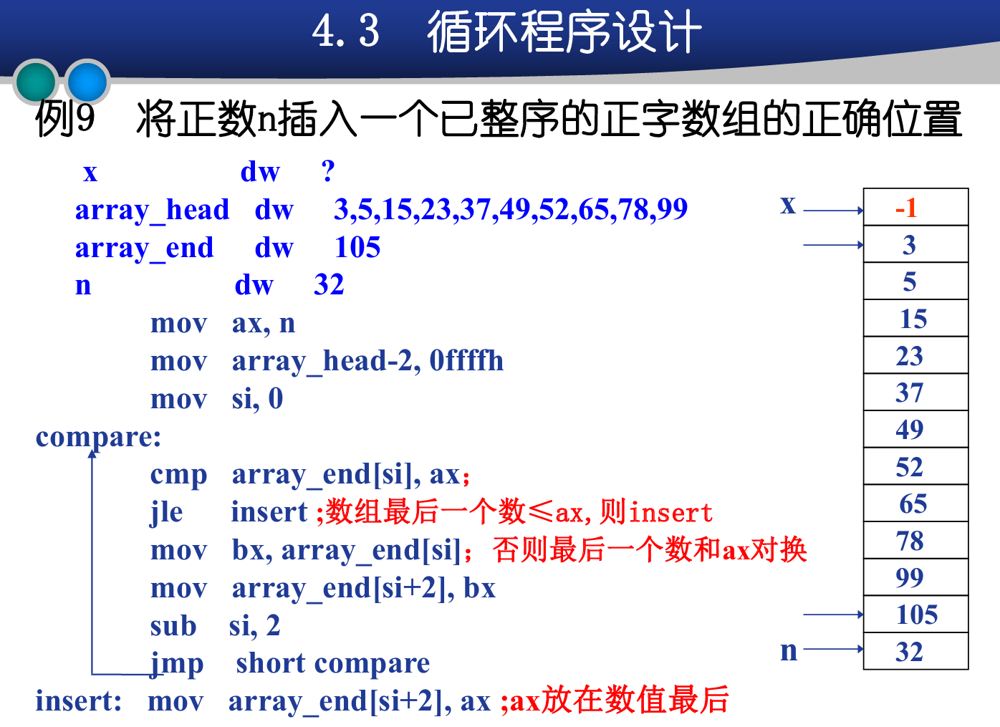 4.3 循环程序设计
例9 将正数n插入一个已整序的正字数组的正确位置
x dw ?
array_head dw 3,5,15,23,37,49,52,65,78,99
array_end dw 105
n dw 32
mov ax, n
mov array_head-2, 0ffffh
mov si, 0
compare:
cmp array_end[si], ax；
jle insert ;数组最后一个数≤ax,则insert
mov bx, array_end[si]；否则最后一个数和ax对换
mov array_end[si+2], bx
sub si, 2
jmp short compare
insert: mov array_end[si+2], ax ;ax放在数值最后
x -1
3
5
15
23
37
49
52
65
78
99
105
n 32